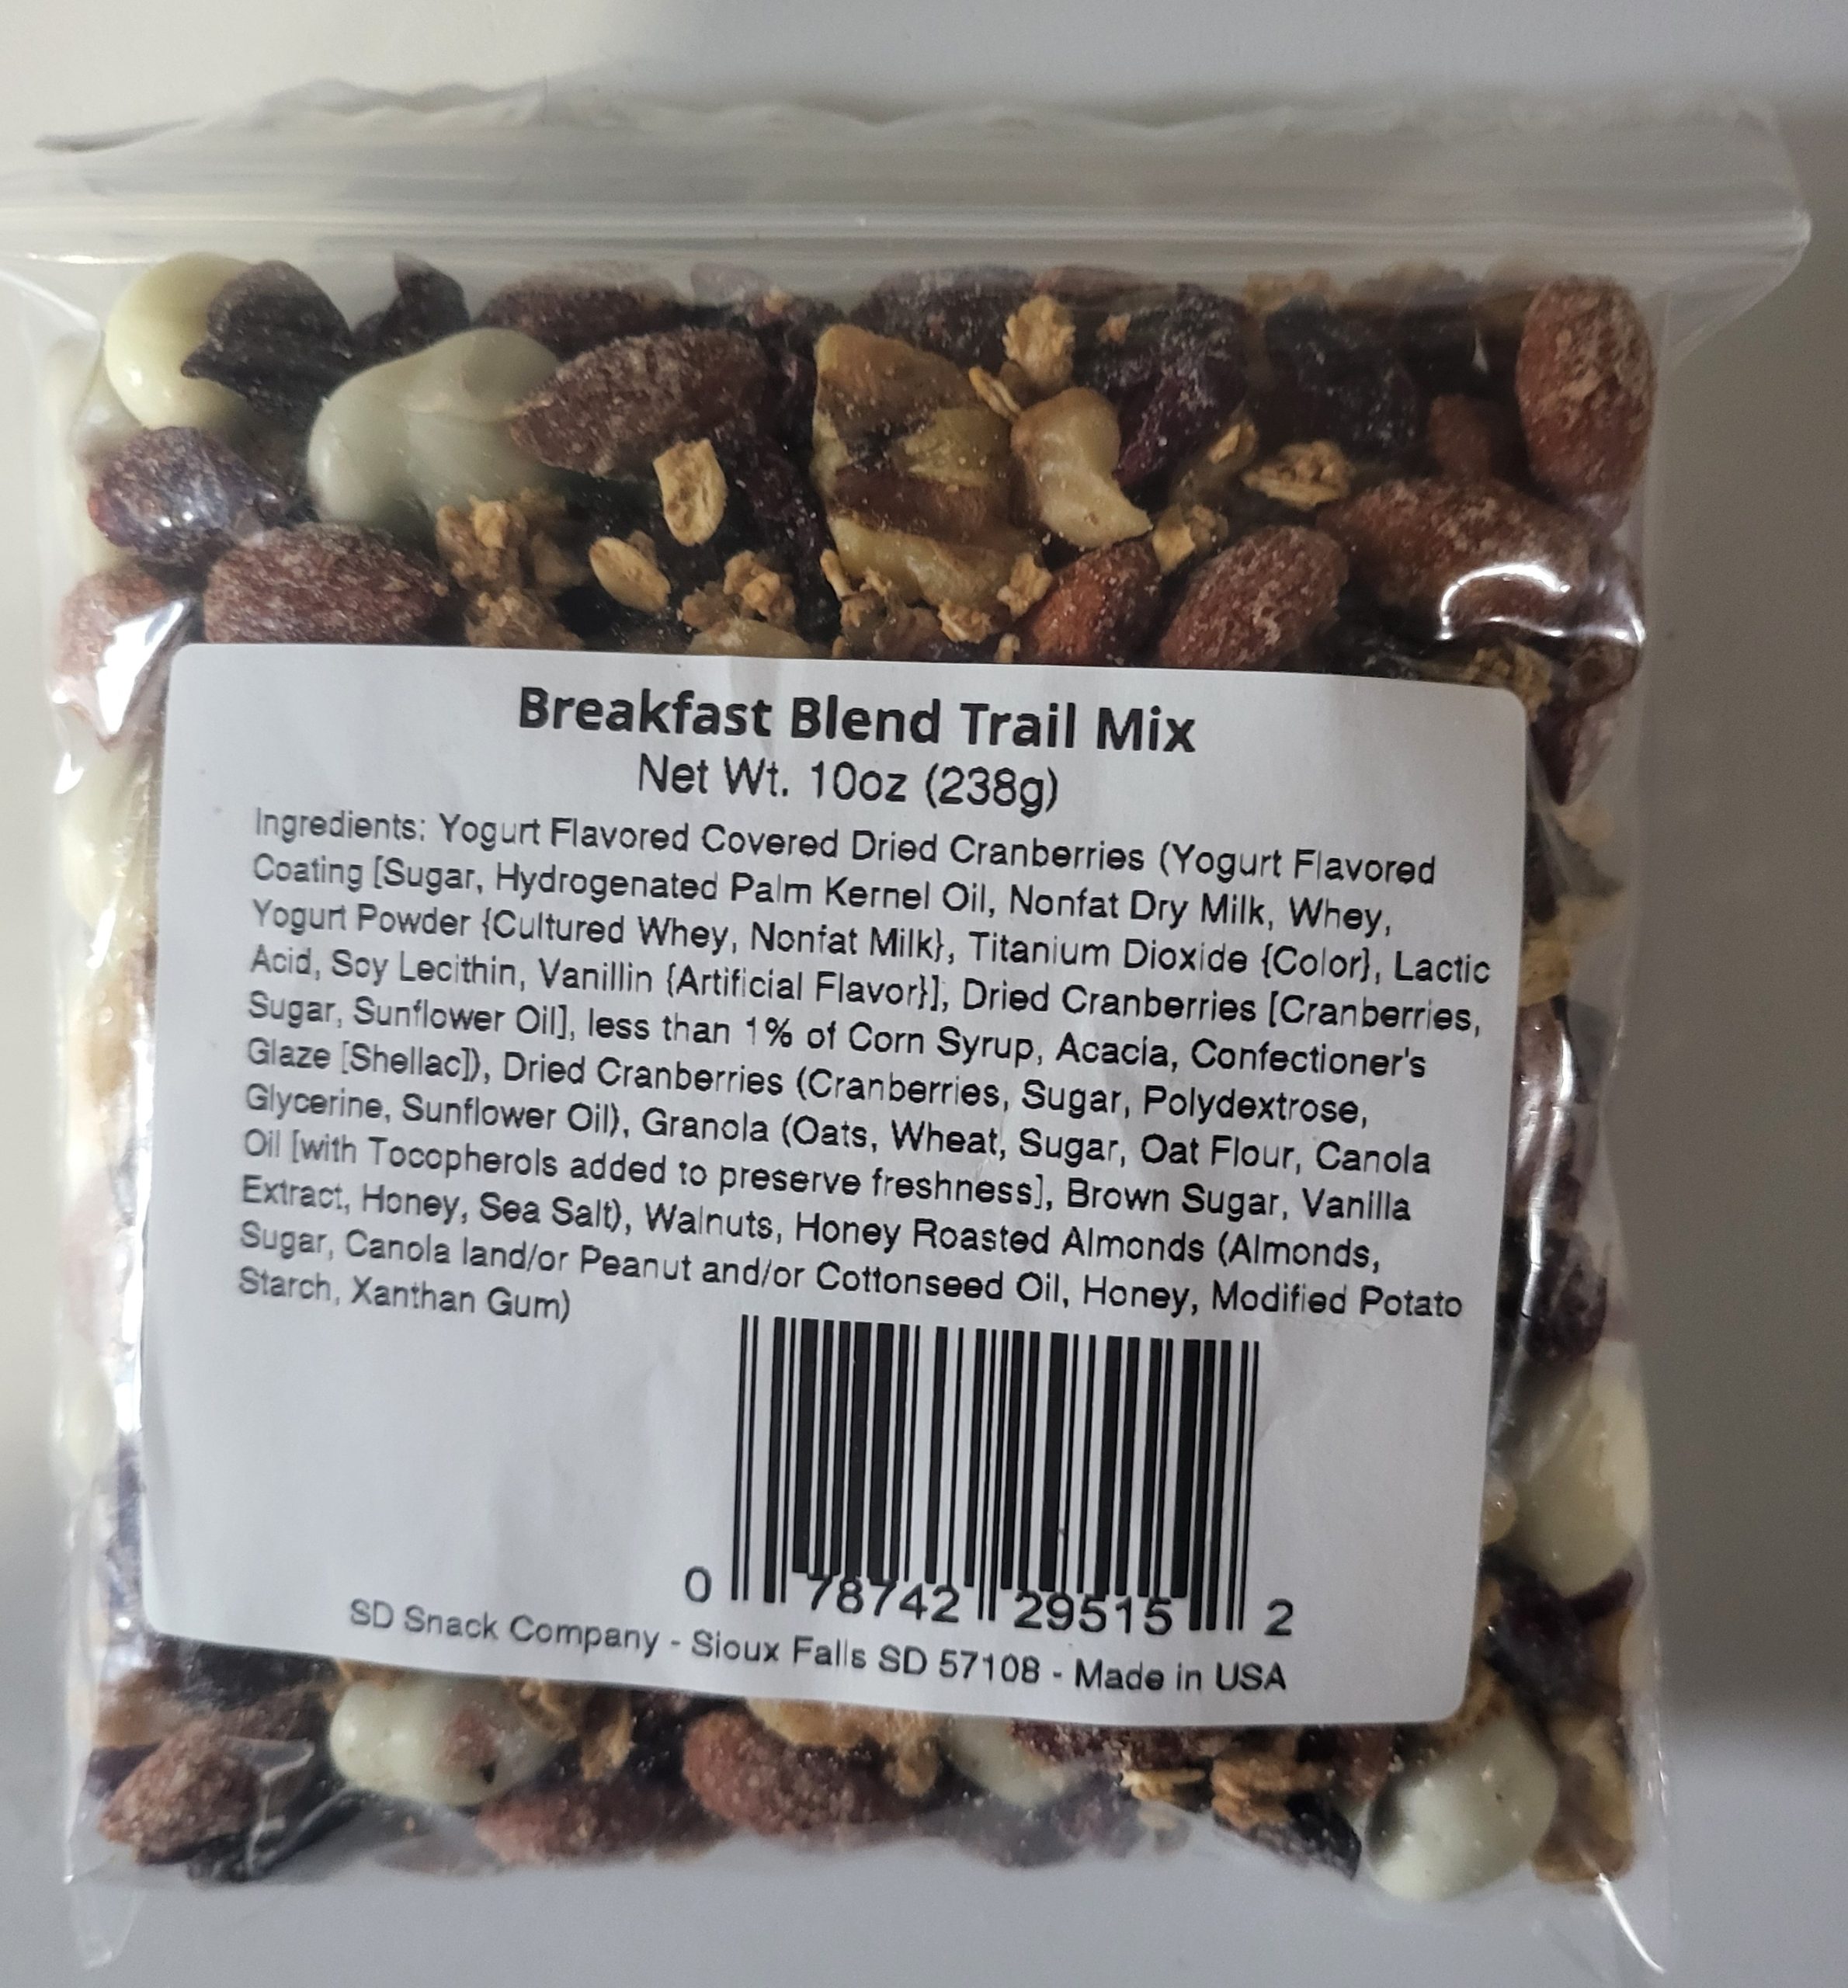 Breakfast Blend Trail Mix
Net Wt. 10oz (238g)
Ingredients: Yogurt Flavored Covered Dried Cranberries (Yogurt Flavored
Coating [Sugar, Hydrogenated Palm Kernel Oil, Nonfat Dry Milk, Whey,
Yogurt Powder {Cultured Whey, Nonfat Milk}, Titanium Dioxide {Color}, Lactic
Acid, Soy Lecithin, Vanillin {Artificial Flavor}], Dried Cranberries [Cranberries,
Sugar, Sunflower Oil], less than 1% of Corn Syrup, Acacia, Confectioner's
Glaze [Shellac]), Dried Cranberries (Cranberries, Sugar, Polydextrose,
Glycerine, Sunflower Oil), Granola (Oats, Wheat, Sugar, Oat Flour, Canola
Oil [with Tocopherols added to preserve freshness], Brown Sugar, Vanilla
Extract, Honey, Sea Salt), Walnuts, Honey Roasted Almonds (Almonds,
Sugar, Canola land/or Peanut and/or Cottonseed Oil, Honey, Modified Potato
Starch, Xanthan Gum)
0 78742 29515 2
SD Snack Company - Sioux Falls SD 57108 - Made in USA